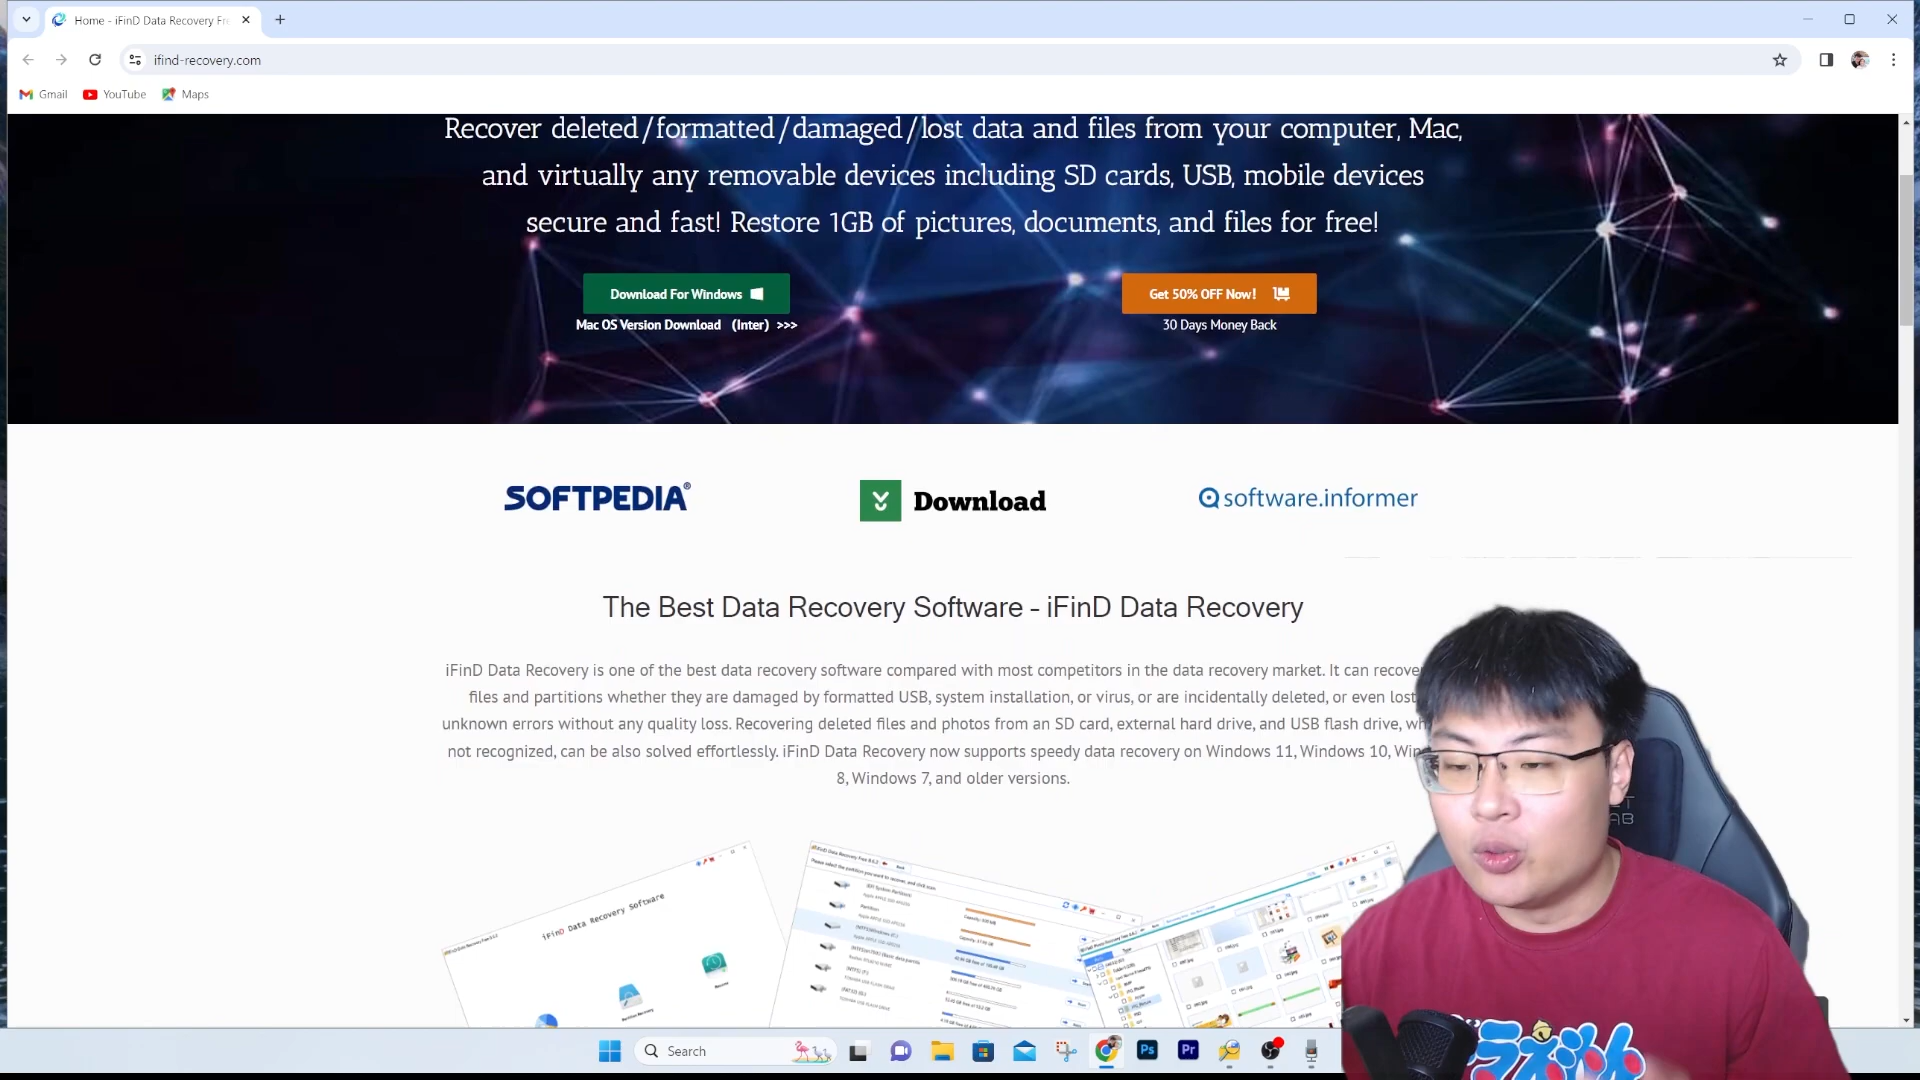 Home - iFinD Data Recovery Fre
ifind-recovery.com
Gmail YouTube Maps
Recover deleted/formatted/damaged/lost data and files from your computer, Mac,
and virtually any removable devices including SD cards, USB, mobile devices
secure and fast! Restore 1GB of pictures, documents, and files for free!
Download For Windows
Get 50% OFF Now!
Mac OS Version Download (Inter) >>>
30 Days Money Back
SOFTPEDIA®
Download
software.informer
The Best Data Recovery Software - iFinD Data Recovery
iFinD Data Recovery is one of the best data recovery software compared with most competitors in the data recovery market. It can recove
files and partitions whether they are damaged by formatted USB, system installation, or virus, or are incidentally deleted, or even lost
unknown errors without any quality loss. Recovering deleted files and photos from an SD card, external hard drive, and USB flash drive, wh
not recognized, can be also solved effortlessly. iFinD Data Recovery now supports speedy data recovery on Windows 11, Windows 10, Win
8, Windows 7, and older versions.
iFinD Data Recovery Software
Search
Ps
Pr